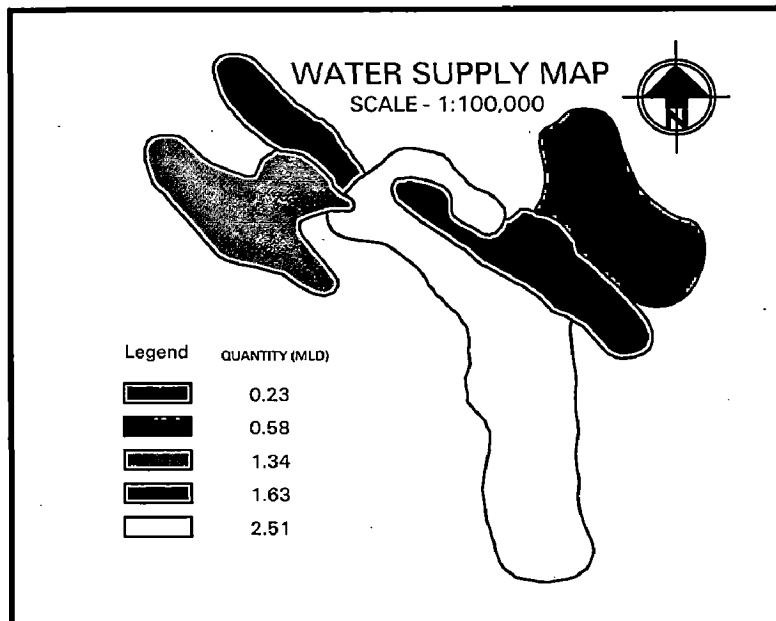 WATER SUPPLY MAP
SCALE - 1:100,000
N
Legend QUANTITY (MLD)
0.23
0.58
1.34
1.63
2.51